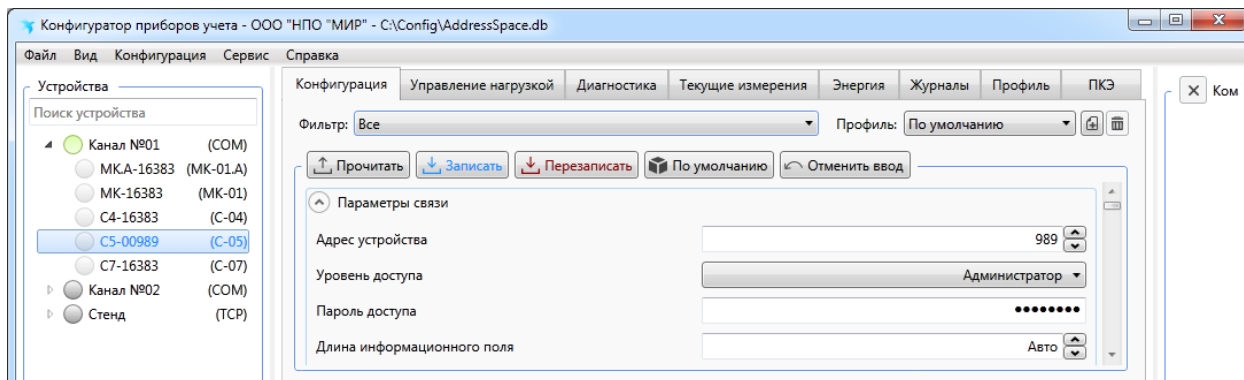 Конфигуратор приборов учета - ООО "НПО "МИР" - C:\Config\AddressSpace.db
Файл Вид Конфигурация Сервис Справка
Устройства
Поиск устройства
Канал №01 (COM)
МК.А-16383 (МК-01.А)
МК-16383 (МК-01)
С4-16383 (С-04)
С5-00989 (С-05)
С7-16383 (С-07)
Канал №02 (COM)
Стенд (TCP)
Конфигурация Управление нагрузкой Диагностика Текущие измерения Энергия Журналы Профиль ПКЭ
Фильтр: Все Профиль: По умолчанию
Прочитать Записать Перезаписать По умолчанию Отменить ввод
Параметры связи
Адрес устройства 989
Уровень доступа Администратор
Пароль доступа ••••••••
Длина информационного поля Авто
Ком